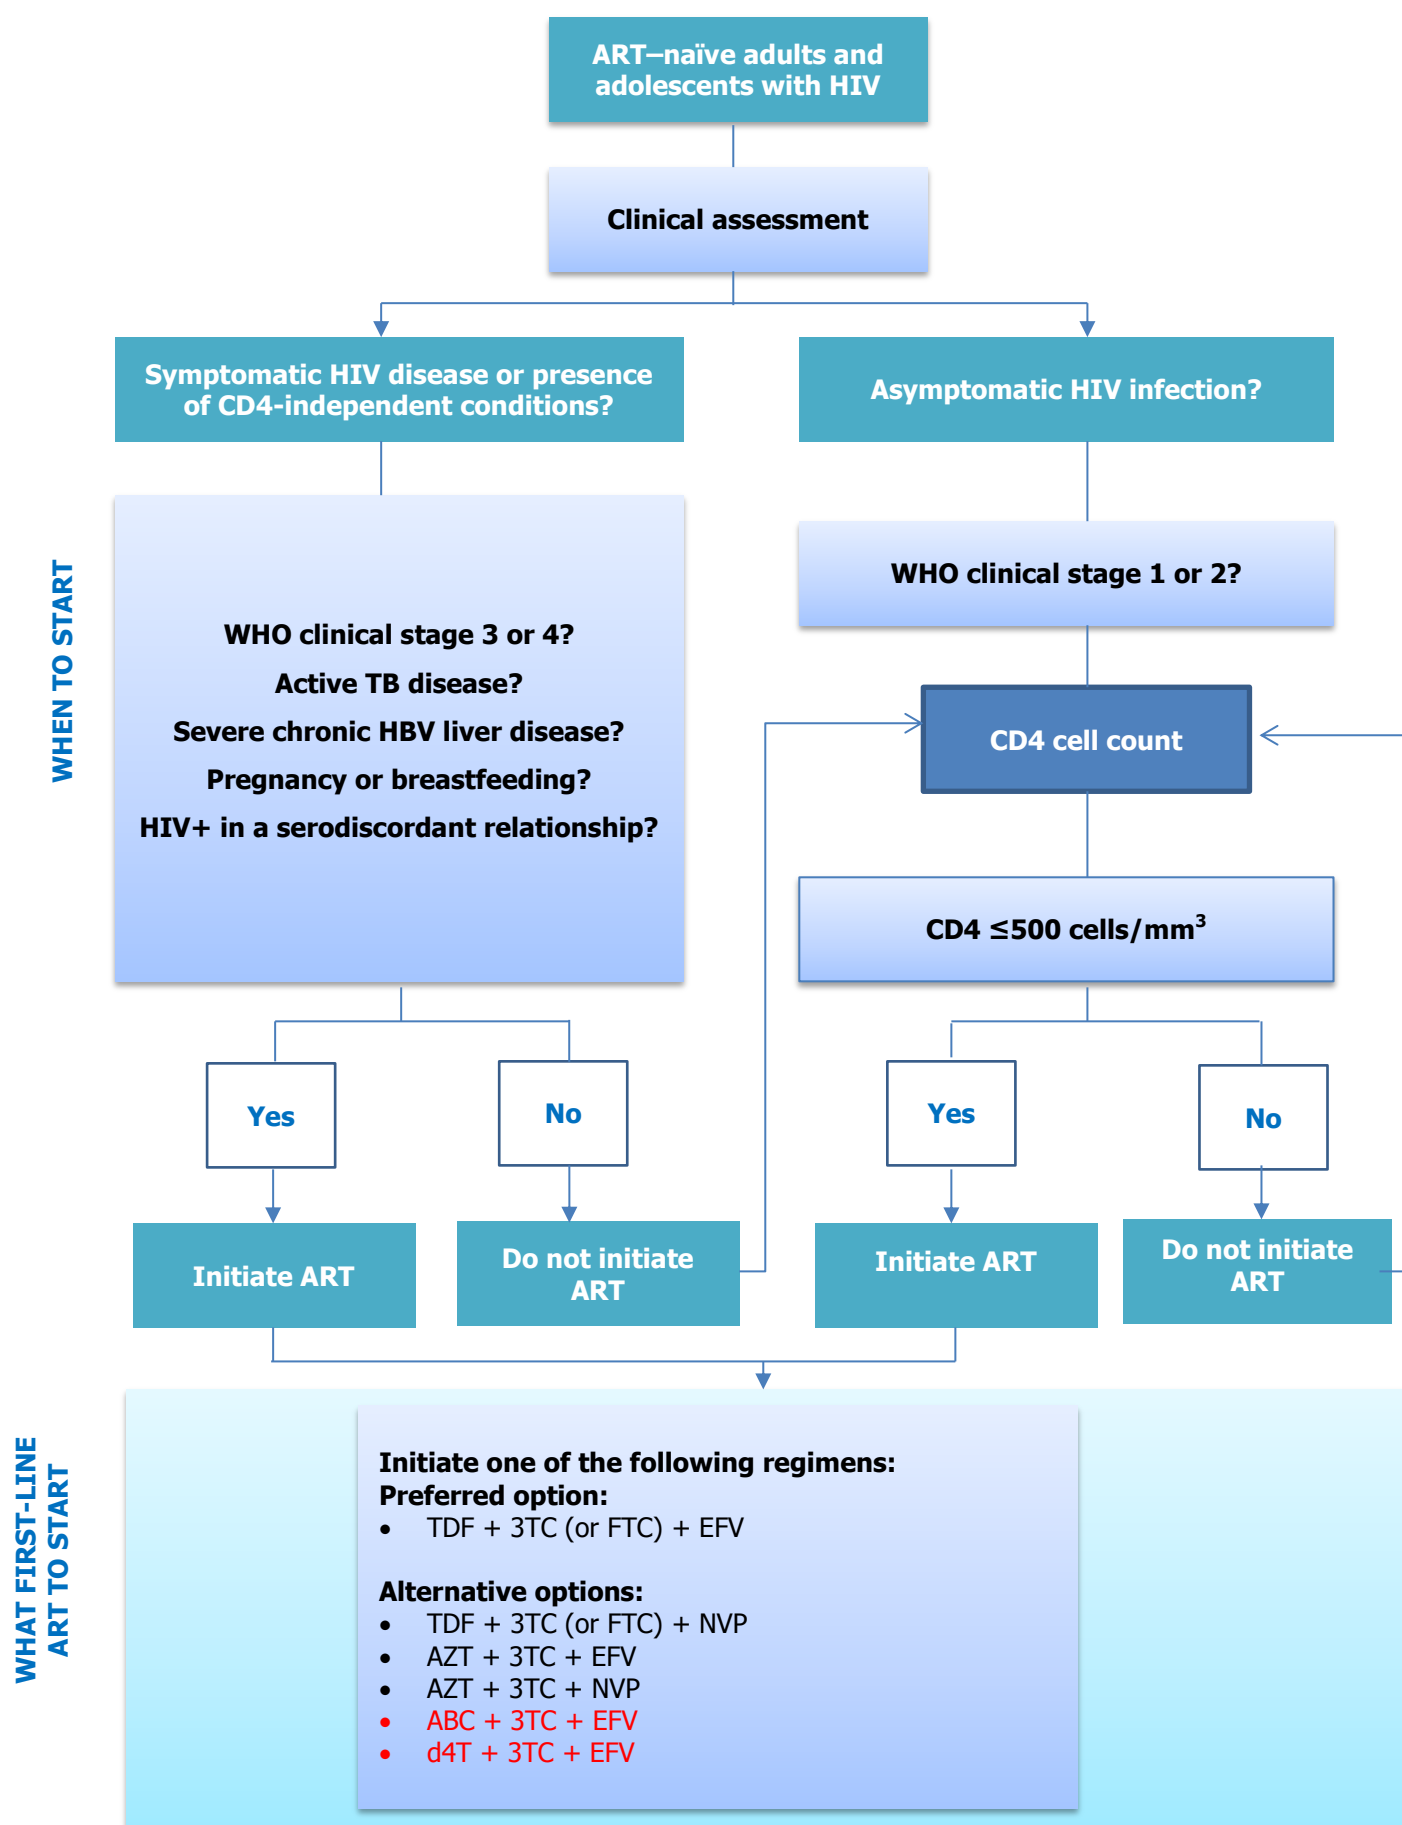 ART–naïve adults and
adolescents with HIV
Clinical assessment
Symptomatic HIV disease or presence
of CD4-independent conditions?
Asymptomatic HIV infection?
WHEN TO START
WHO clinical stage 3 or 4?
Active TB disease?
Severe chronic HBV liver disease?
Pregnancy or breastfeeding?
HIV+ in a serodiscordant relationship?
WHO clinical stage 1 or 2?
CD4 cell count
CD4 ≤500 cells/mm³
Yes
No
Yes
No
Initiate ART
Do not initiate
ART
Initiate ART
Do not initiate
ART
WHAT FIRST-LINE
ART TO START
Initiate one of the following regimens:
Preferred option:
• TDF + 3TC (or FTC) + EFV
Alternative options:
• TDF + 3TC (or FTC) + NVP
• AZT + 3TC + EFV
• AZT + 3TC + NVP
• ABC + 3TC + EFV
• d4T + 3TC + EFV